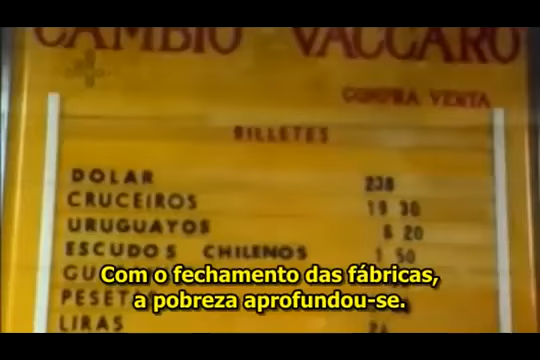 CAMBIO VACCARO
COMPRA VENTA
BILLETES
DOLAR 238
CRUCEIROS 19 30
URUGUAYOS 6 20
ESCUDOS CHILENOS 1 50
Com o fechamento das fábricas,
a pobreza aprofundou-se.
LIRAS